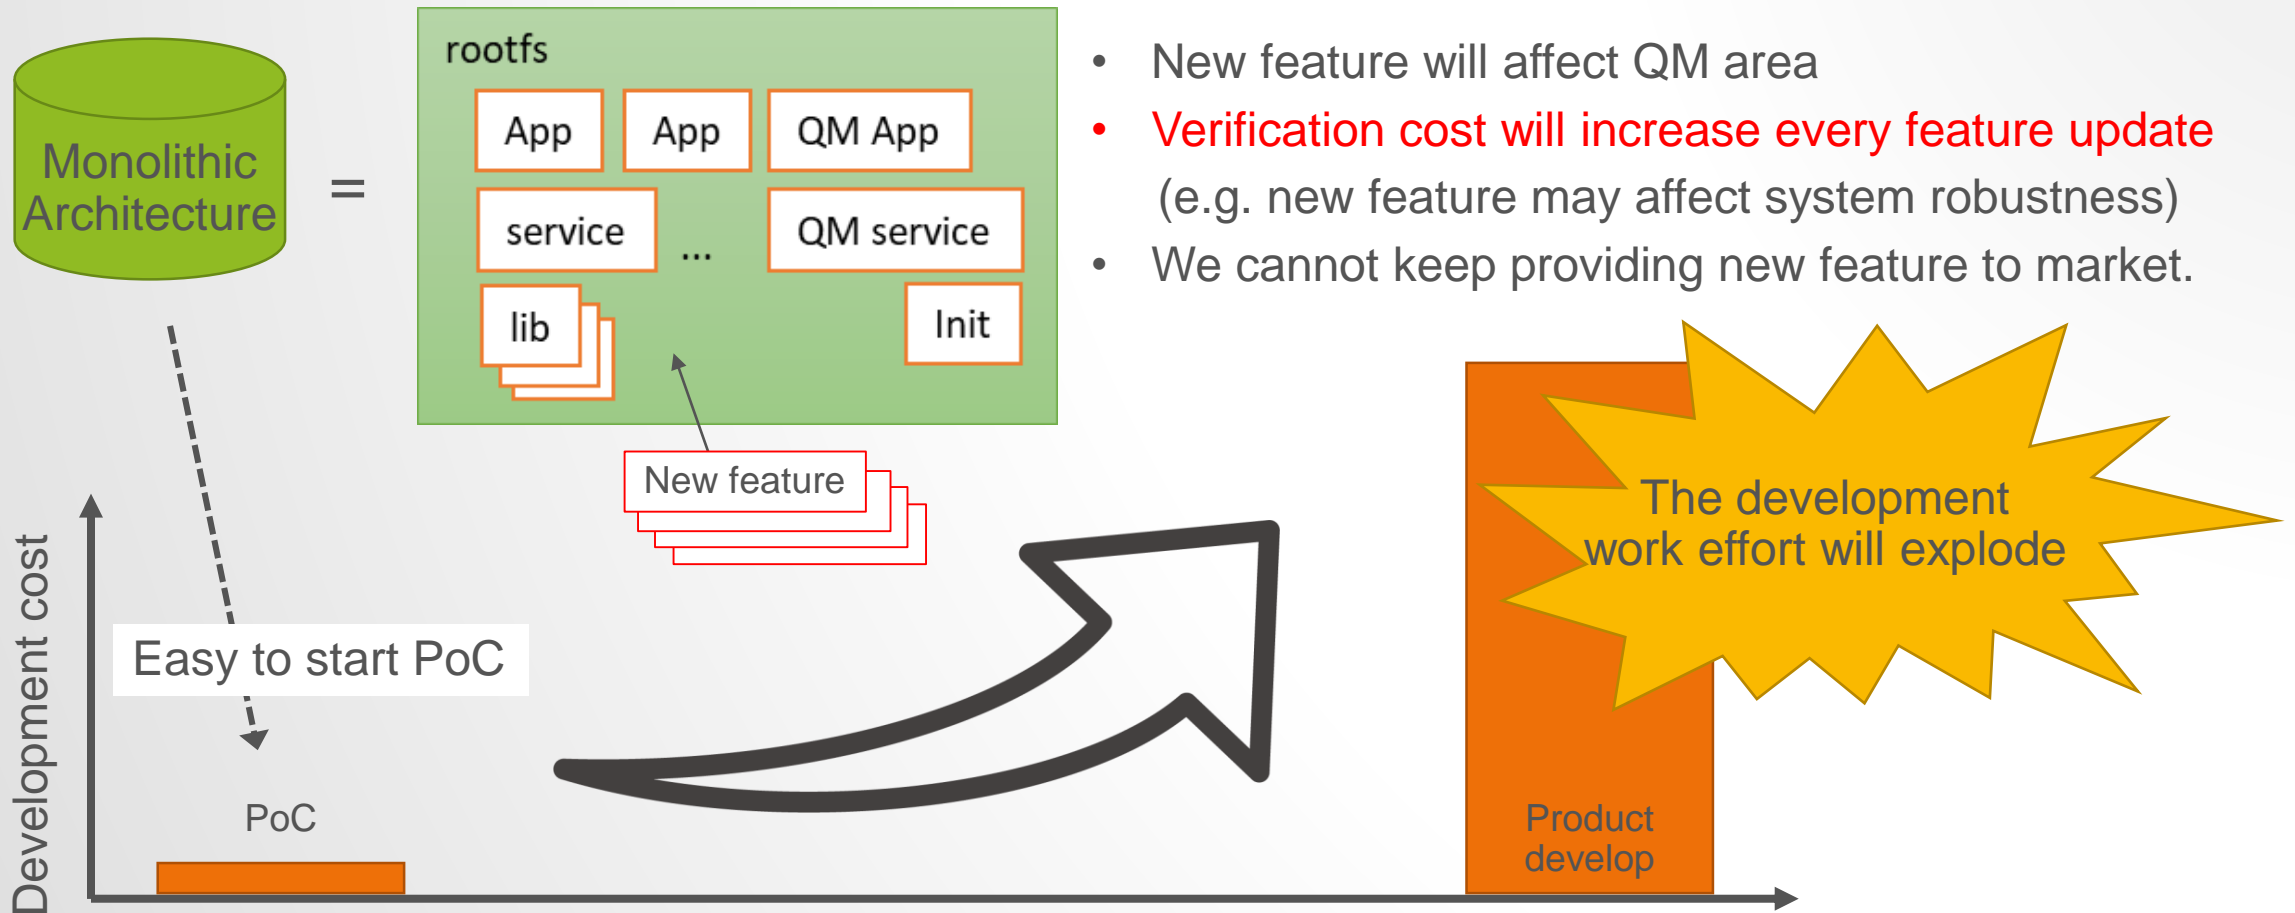 Monolithic
Architecture
=
rootfs
App
App
QM App
service
...
QM service
lib
Init
New feature
• New feature will affect QM area
• Verification cost will increase every feature update
(e.g. new feature may affect system robustness)
• We cannot keep providing new feature to market.
The development
work effort will explode
Easy to start PoC
Development cost
PoC
Product
develop